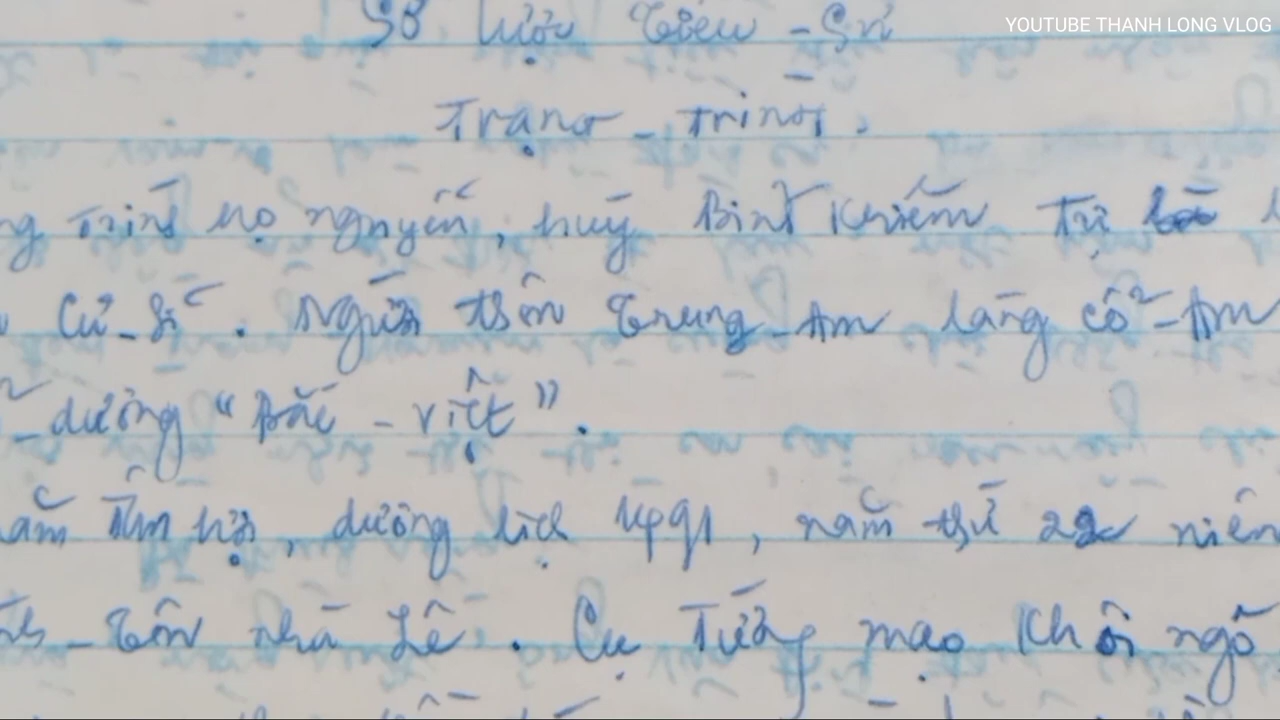 YOUTUBE THANH LONG VLOG
Sơ lược Tiểu - Sử
Trạng - Trình.
ng Trình họ nguyễn, huý Bỉnh Khiêm Tự
Cư - Sĩ. Người thôn Trung - Am làng Cổ - Am
- dương “Bắc - Việt”.
ăm Tân hợi, dương lịch 1491, năm thứ 22 niên
- Tôn nhà Lê. Cụ Tướng mạo Khôi ngô